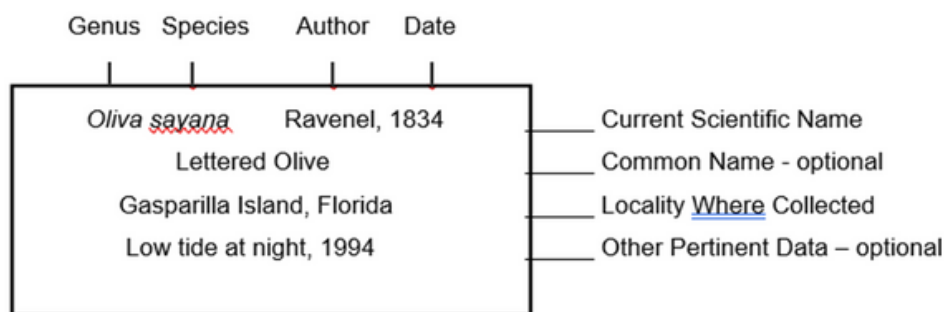 Genus Species Author Date
Oliva sayana Ravenel, 1834 Current Scientific Name
Lettered Olive Common Name - optional
Gasparilla Island, Florida Locality Where Collected
Low tide at night, 1994 Other Pertinent Data – optional